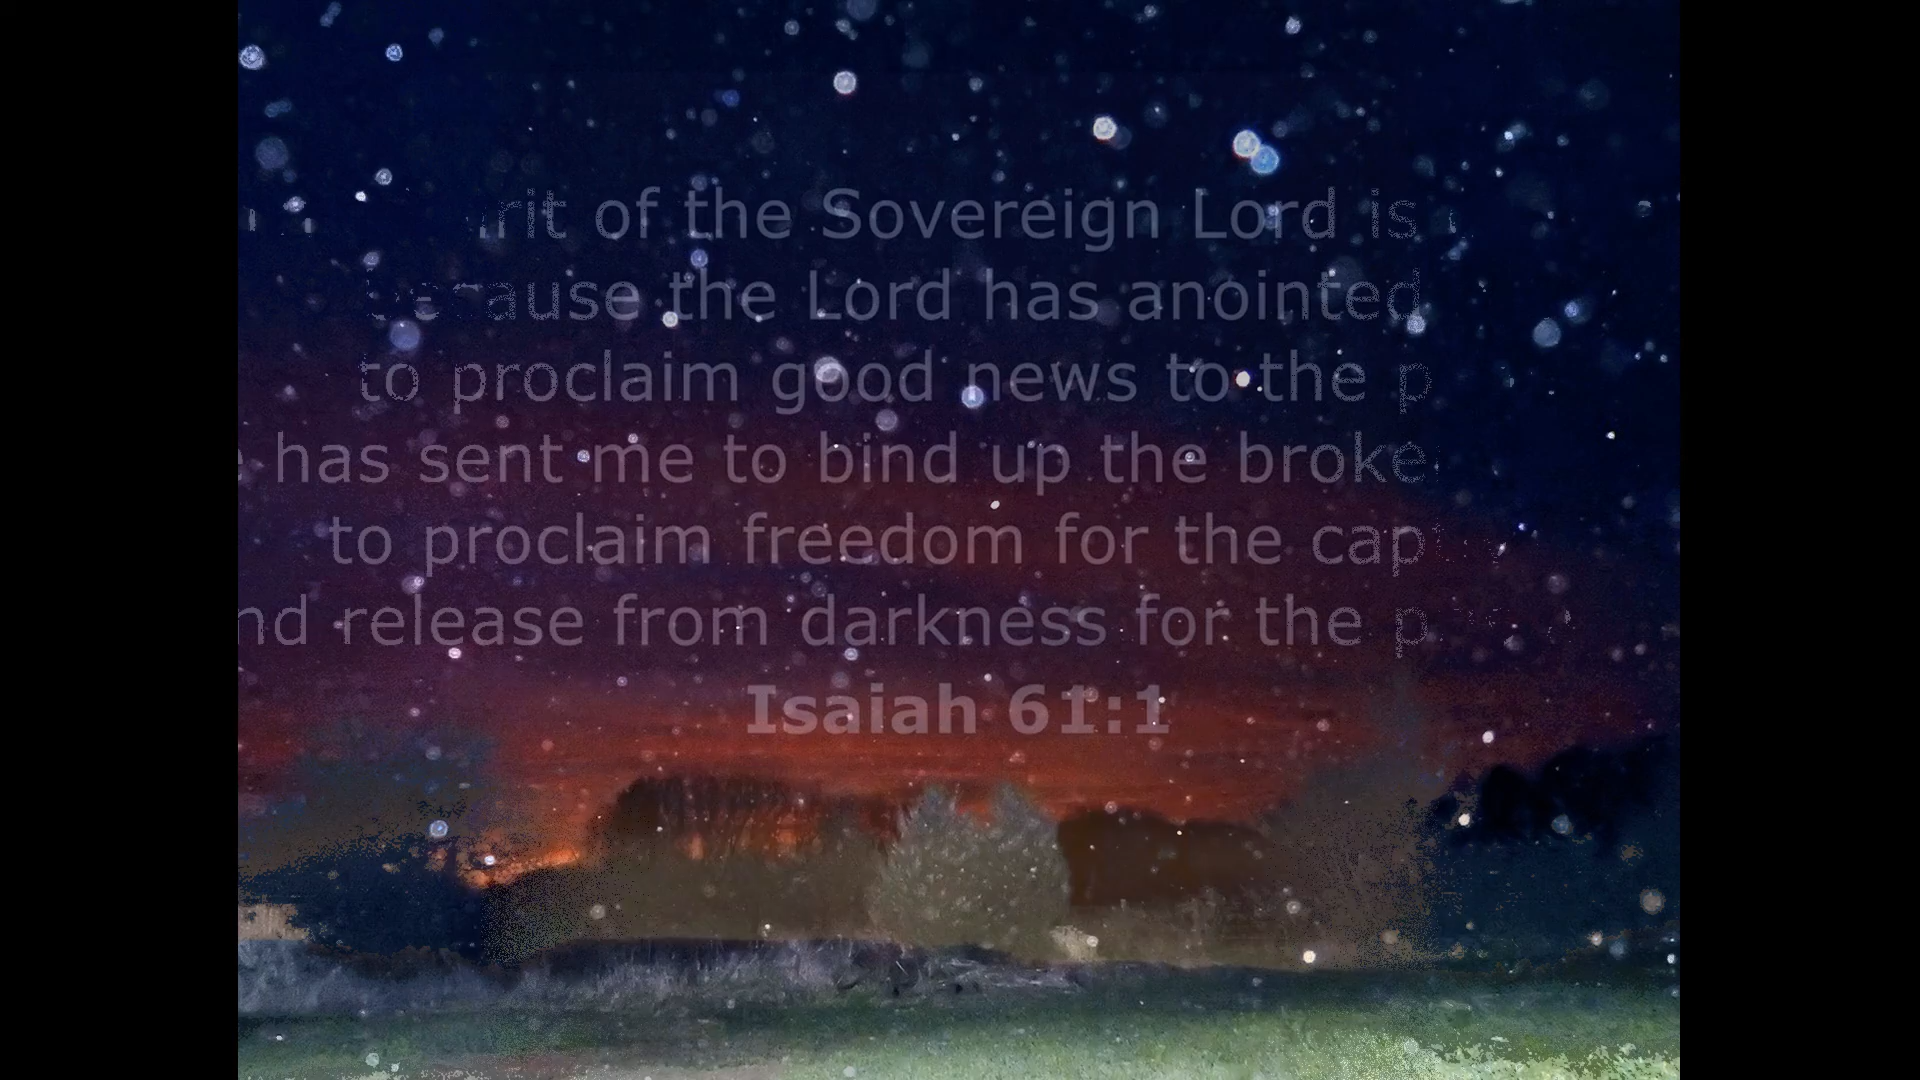 rit of the Sovereign Lord is
because the Lord has anointed
to proclaim good news to the p
has sent me to bind up the broke
to proclaim freedom for the cap
nd release from darkness for the p
Isaiah 61:1